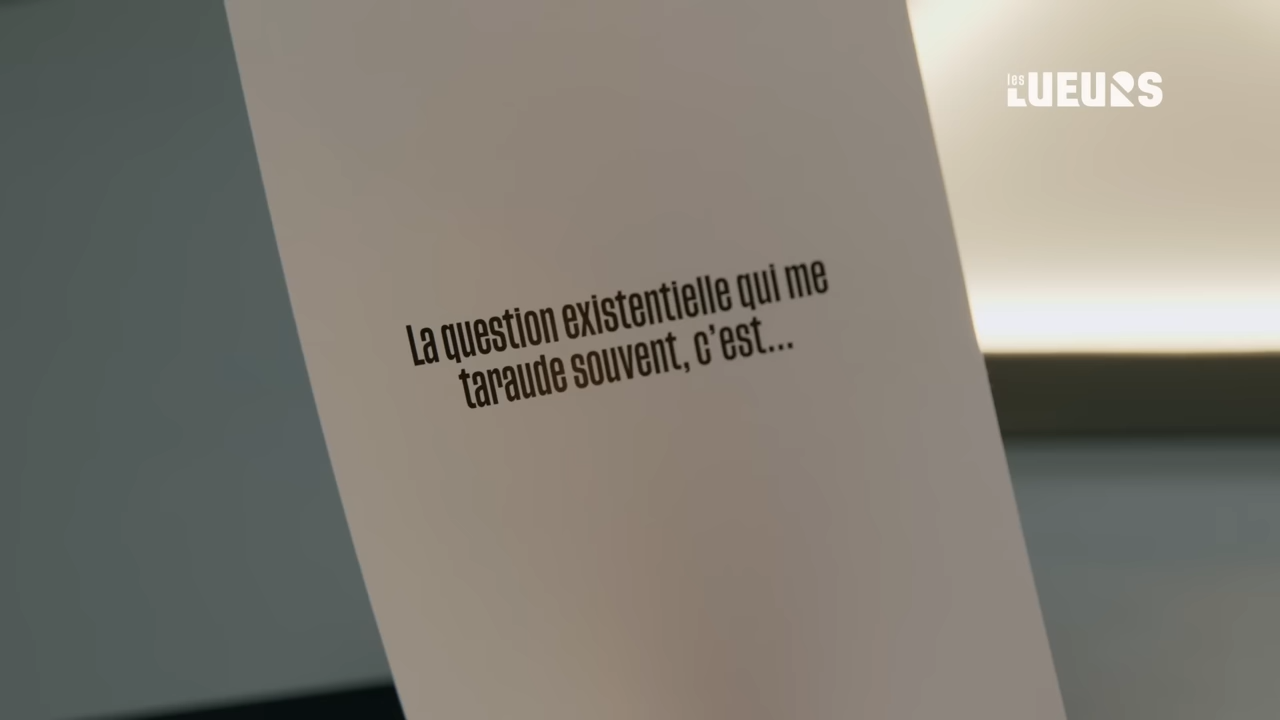 les
LUEURS
La question existentielle qui me
taraude souvent, c’est...